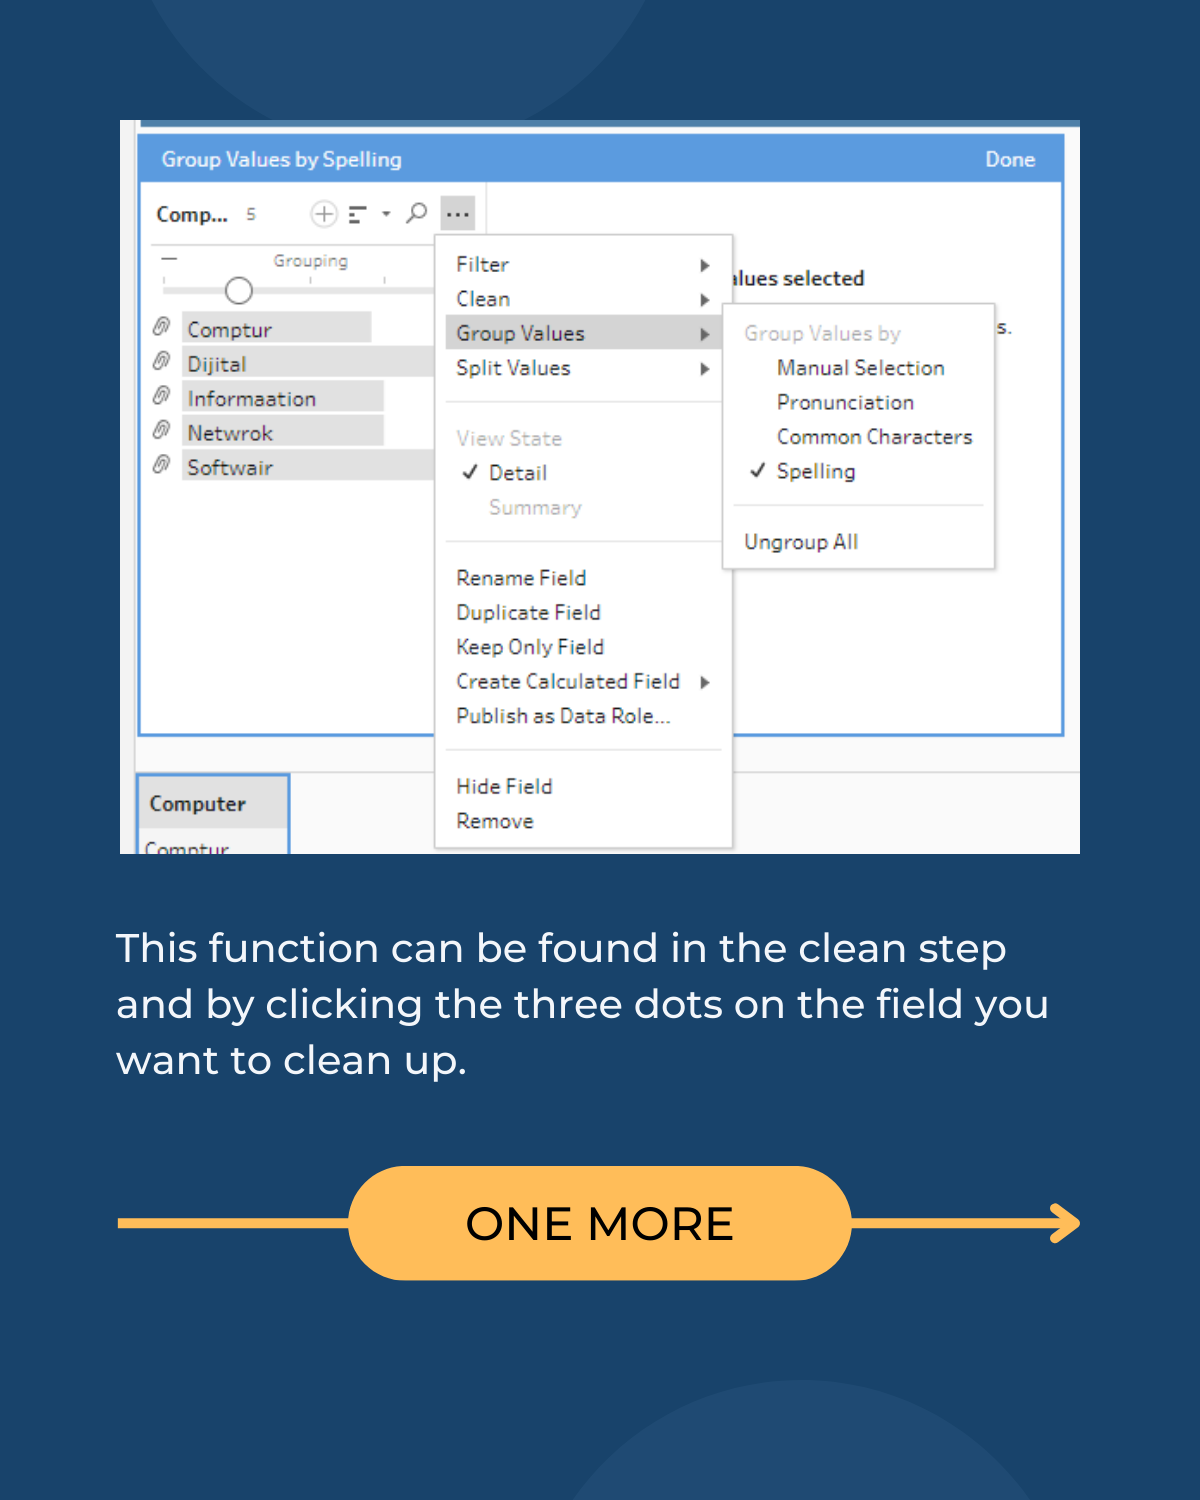 Group Values by Spelling
Done
Comp... 5
Grouping
Comptur
Dijital
Informaation
Netwrok
Softwair
Filter
Clean
Group Values
Split Values
View State
Detail
Summary
Rename Field
Duplicate Field
Keep Only Field
Create Calculated Field
Publish as Data Role...
Hide Field
Remove
alues selected
s.
Group Values by
Manual Selection
Pronunciation
Common Characters
Spelling
Ungroup All
Computer
Comptur
This function can be found in the clean step
and by clicking the three dots on the field you
want to clean up.
ONE MORE